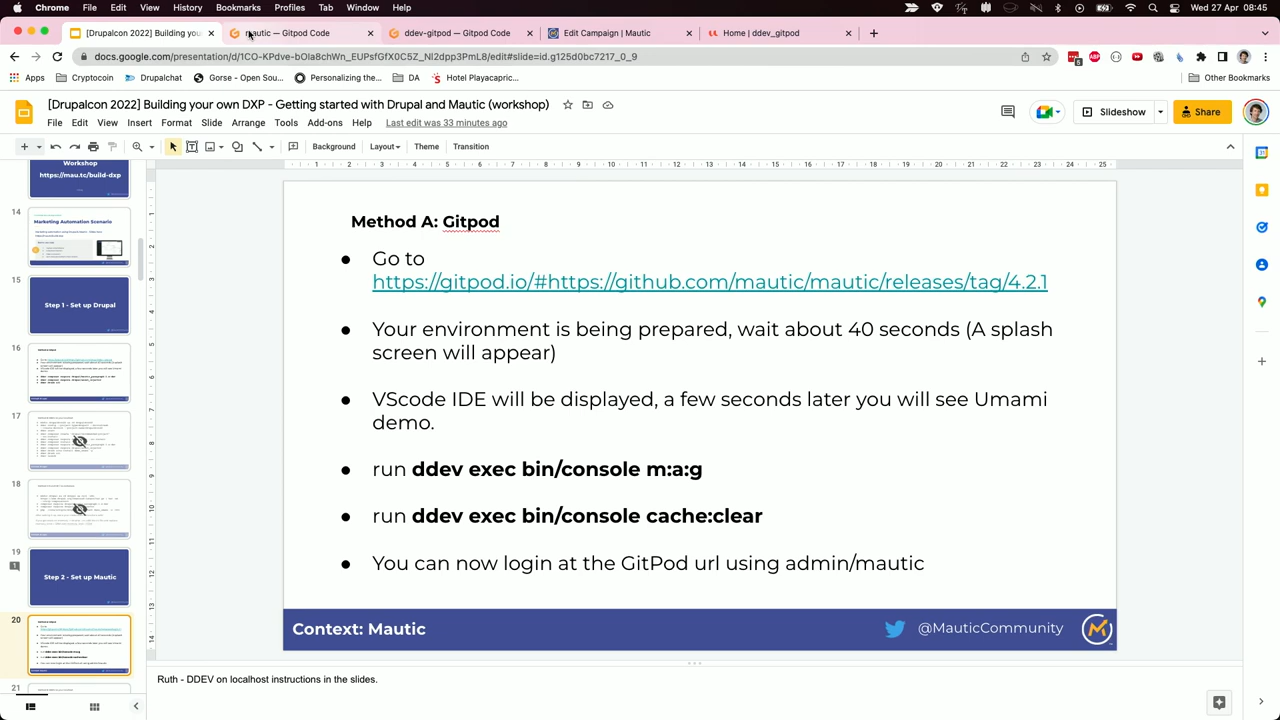 Chrome File Edit View History Bookmarks Profiles Tab Window Help Wed 27 Apr 08:45
[Drupalcon 2022] Building you
mautic — Gitpod Code
ddev-gitpod — Gitpod Code
Edit Campaign | Mautic
Home | ddev_gitpod
docs.google.com/presentation/d/1CO-KPdve-bOIa8chWn_EUPsfGfX0C5Z_NI2dpp3PmL8/edit#slide=id.g125d0bc7217_0_9
Apps Cryptocoin Drupalchat Gorse - Sou... Personalizing the... DA Hotel Playacapric... Other Bookmarks
[Drupalcon 2022] Building your own DXP - Getting started with Drupal and Mautic (workshop)
File Edit View Insert Format Slide Arrange Tools Add-ons Help Last edit was 33 minutes ago
Slideshow Share
Background Layout Theme Transition
Workshop
https://mau.tc/build-dxp
14
Marketing Automation Scenario
15
Step 1 - Set up Drupal
16
17
18
19
Step 2 - Set up Mautic
20
21
Method A: Gitpod
● Go to
https://gitpod.io/#https://github.com/mautic/mautic/releases/tag/4.2.1
● Your environment is being prepared, wait about 40 seconds (A splash
screen will appear)
● VScode IDE will be displayed, a few seconds later you will see Umami
demo.
● run ddev exec bin/console m:a:g
● run ddev exec bin/console cache:clear
● You can now login at the GitPod url using admin/mautic
Context: Mautic
@MauticCommunity
Ruth - DDEV on localhost instructions in the slides.